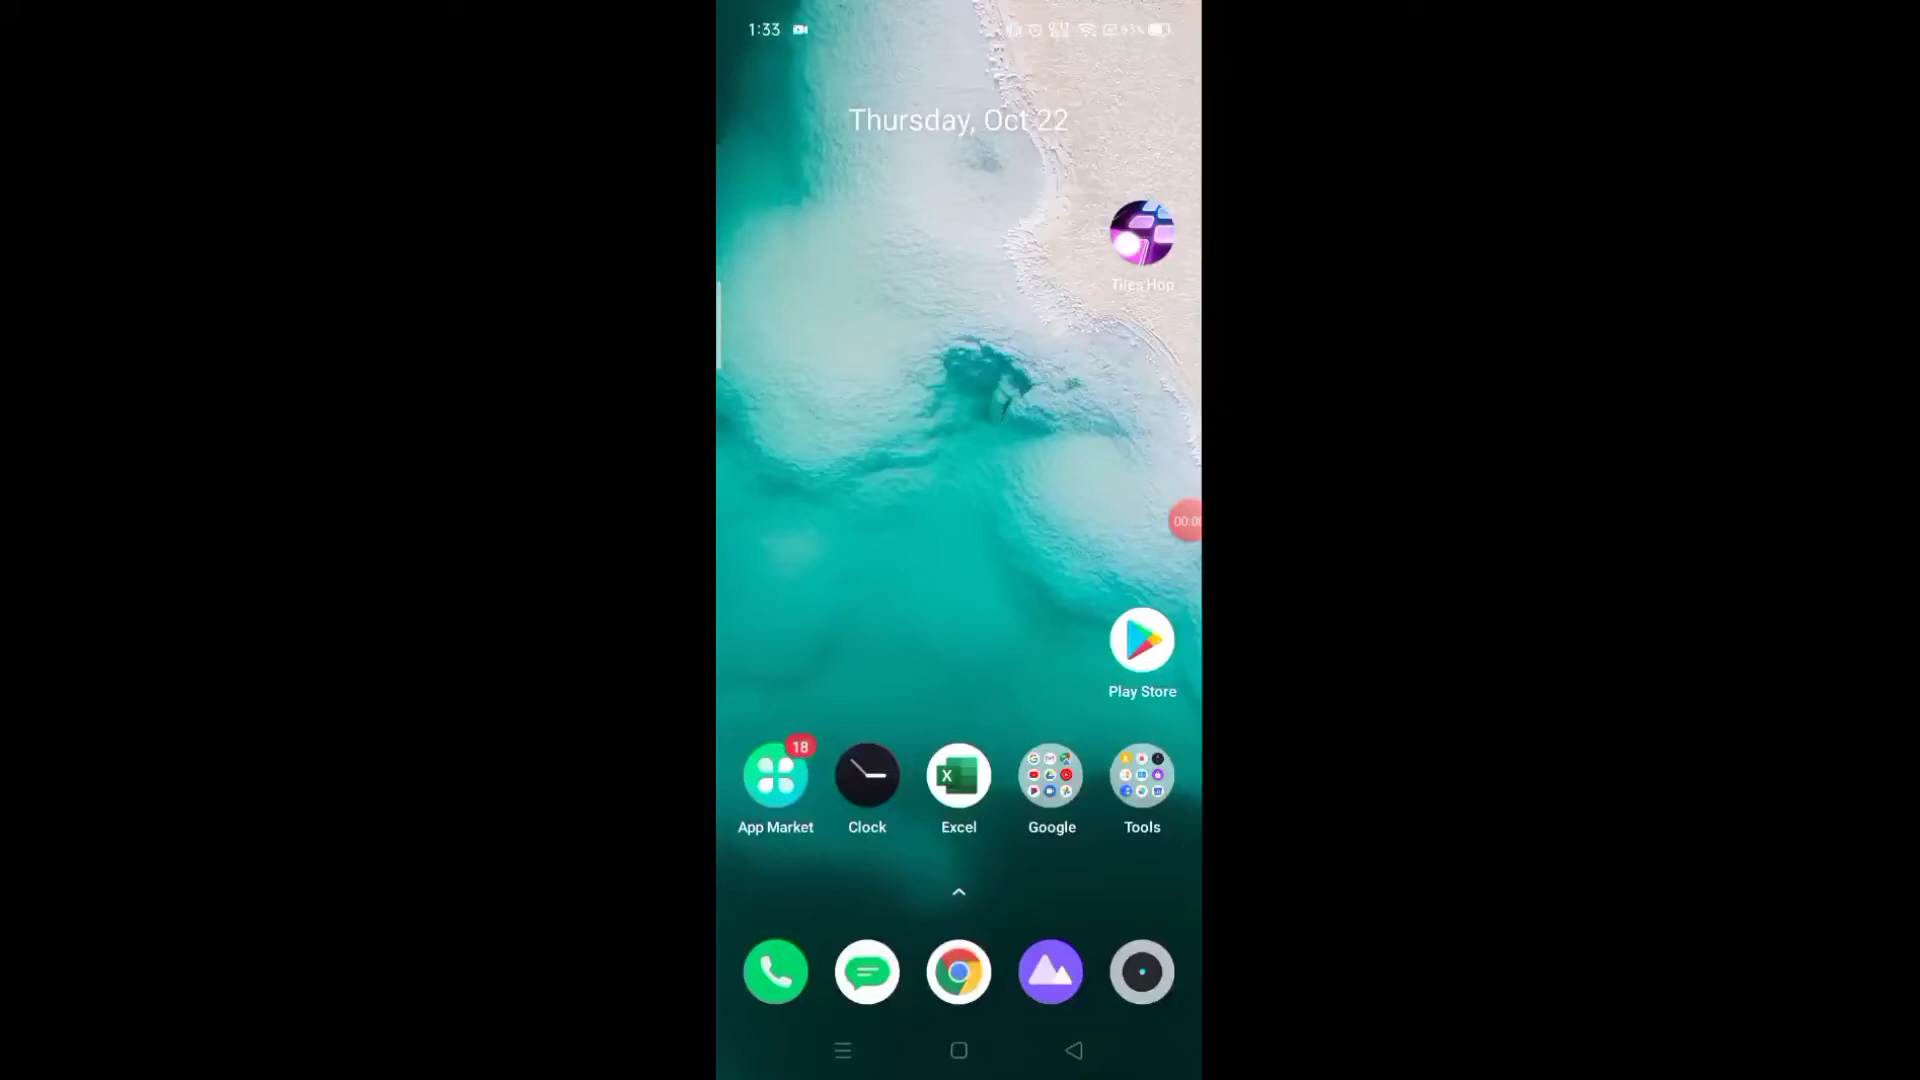 1:33
Thursday, Oct 22
Tiles Hop
Play Store
18
App Market
Clock
Excel
Google
Tools